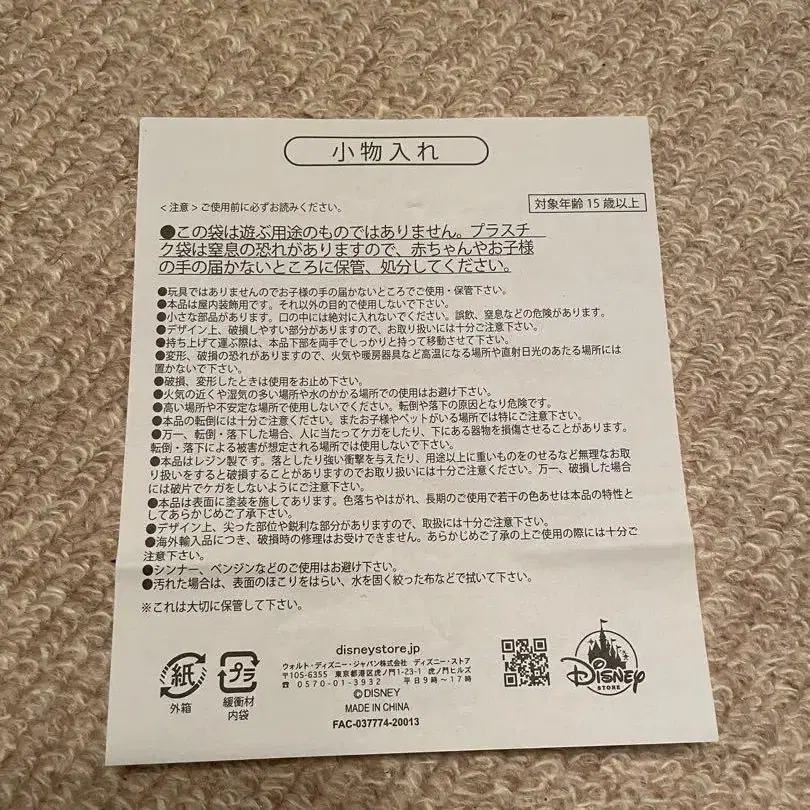 小物入れ
<注意>ご使用前に必ずお読みください。
対象年齢15歳以上
●この袋は遊ぶ用途のものではありません。プラスチ
ク袋は窒息の恐れがありますので、赤ちゃんやお子様
の手の届かないところに保管、処分してください。
●玩具ではありませんのでお子様の手の届かないところでご使用・保管下さい。
●本品は屋内装飾用です。それ以外の目的で使用しないで下さい。
●小さな部品があります。口の中には絶対に入れないでください。誤飲、窒息などの危険があります。
●デザイン上、破損しやすい部分がありますので、お取り扱いには十分ご注意下さい。
●持ち上げて運ぶ際は、本品下部を両手でしっかりと持って移動させて下さい。
●変形、破損の恐れがありますので、火気や暖房器具など高温になる場所や直射日光のあたる場所には
置かないで下さい。
●破損、変形したときは使用をお止め下さい。
●火気の近くや湿気の多い場所や水のかかる場所での使用はお避け下さい。
●高い場所や不安定な場所で使用しないでください。転倒や落下の原因となり危険です。
●本品の転倒には十分ご注意ください。またお子様やペットがいる場所では特にご注意下さい。
●万一、転倒・落下した場合、人に当たってケガをしたり、下にある器物を損傷させることがあります。
転倒・落下による被害が想定される場所では使用しないで下さい。
●本品はレジン製です。落としたり強い衝撃を与えたり、用途以上に重いものをのせるなど無理なお取
り扱いをすると破損することがありますのでお取り扱いには十分ご注意ください。万一、破損した場合
には破片でケガをしないようにご注意下さい。
●本品は表面に塗装を施してあります。色落ちやはがれ、長期のご使用で若干の色あせは本品の特性と
してあらかじめご了承下さい。
●デザイン上、尖った部位や鋭利な部分がありますので、取扱には十分ご注意下さい。
●海外輸入品につき、破損時の修理はお受けできません。あらかじめご了承の上ご使用の際には十分ご
注意下さい。
●シンナー、ベンジンなどのご使用はお避け下さい。
●汚れた場合は、表面のほこりをはらい、水を固く絞った布などで拭いて下さい。
※これは大切に保管して下さい。
紙
外箱
プラ
緩衝材
内袋
disneystore.jp
ウォルト・ディズニー・ジャパン株式会社 ディズニー・ストア
〒105-6355 東京都港区虎ノ門1-23-1 虎ノ門ヒルズ
☎0570-01-3932 平日9時~17時
©DISNEY
MADE IN CHINA
FAC-037774-20013
DISNEY
STORE